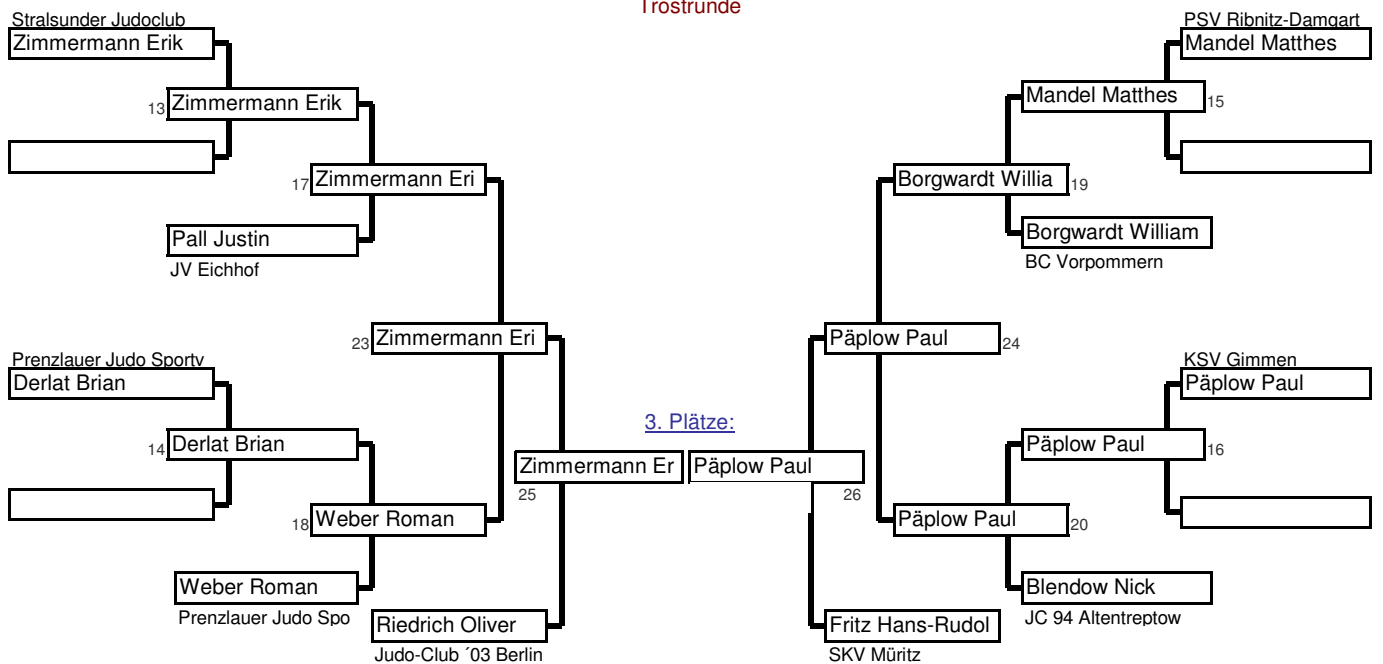 Trostrunde
Stralsunder Judoclub
PSV Ribnitz-Damgart
Zimmermann Erik
Mandel Matthes
13 Zimmermann Erik
Mandel Matthes 15
17 Zimmermann Eri
Borgwardt Willia 19
Pall Justin
Borgwardt William
JV Eichhof
BC Vorpommern
23 Zimmermann Eri
Päplow Paul 24
Prenzlauer Judo Sportv
KSV Gimmen
Derlat Brian
Päplow Paul
3. Plätze:
14 Derlat Brian
Päplow Paul 16
Zimmermann Er
Päplow Paul
25
26
18 Weber Roman
Päplow Paul 20
Weber Roman
Blendow Nick
Prenzlauer Judo Spo
JC 94 Altentreptow
Riedrich Oliver
Fritz Hans-Rudol
Judo-Club ´03 Berlin
SKV Müritz